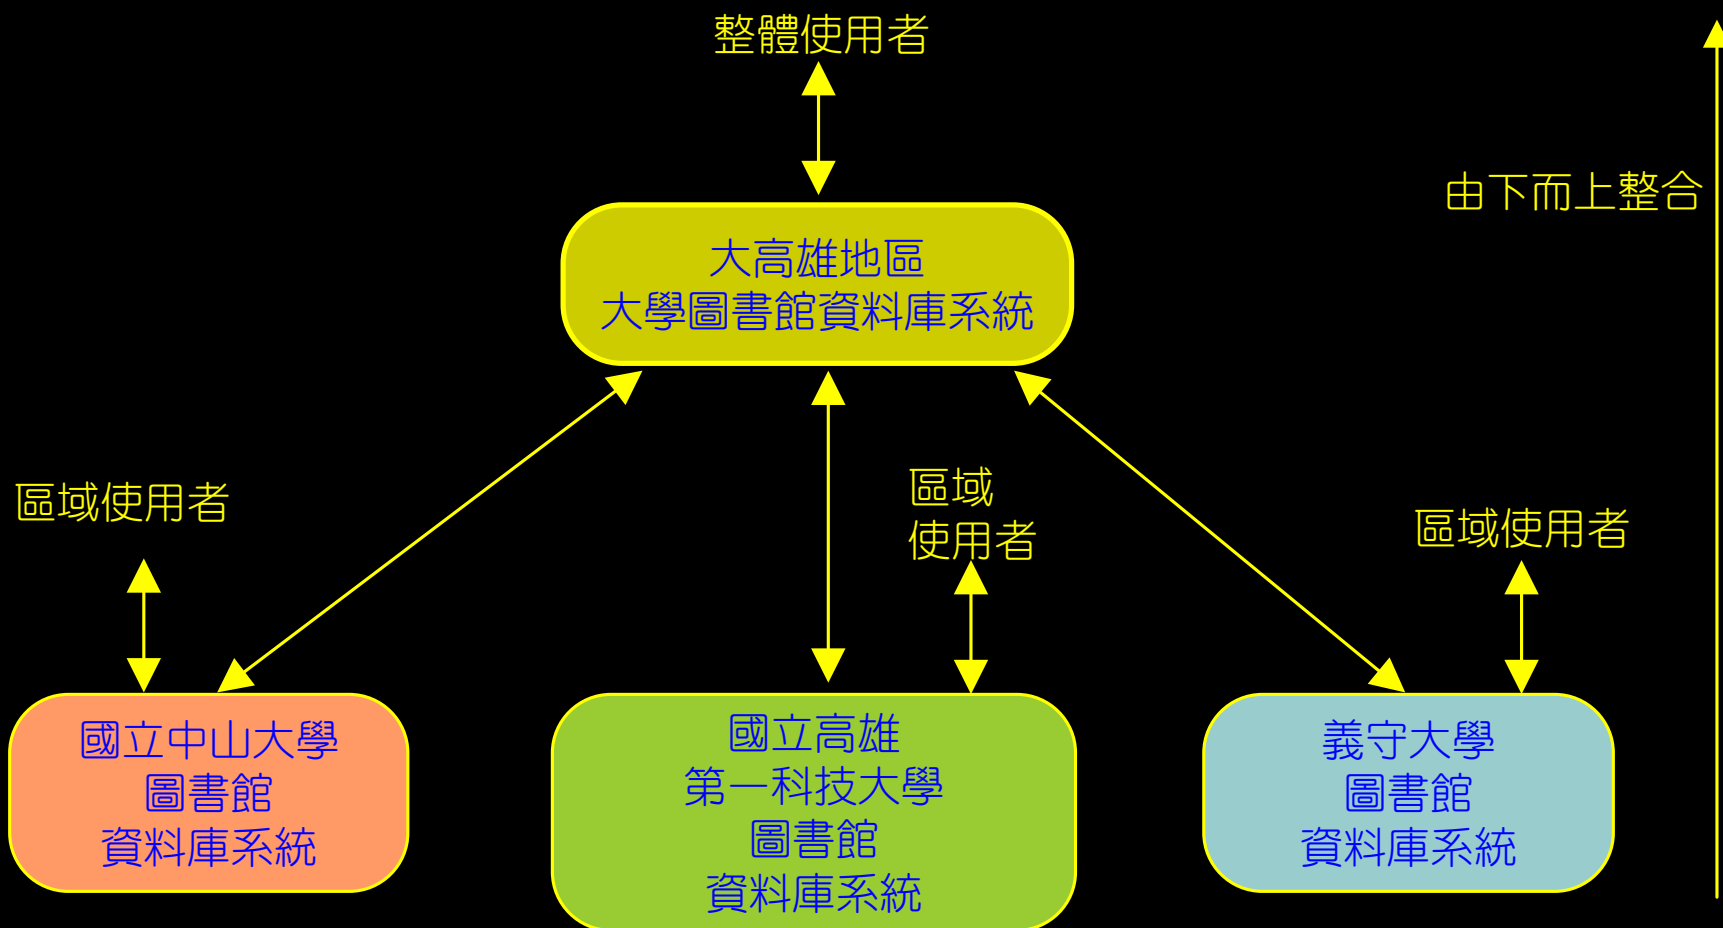 整體使用者
由下而上整合
大高雄地區
大學圖書館資料庫系統
區域使用者
區域
使用者
區域使用者
國立中山大學
圖書館
資料庫系統
國立高雄
第一科技大學
圖書館
資料庫系統
義守大學
圖書館
資料庫系統